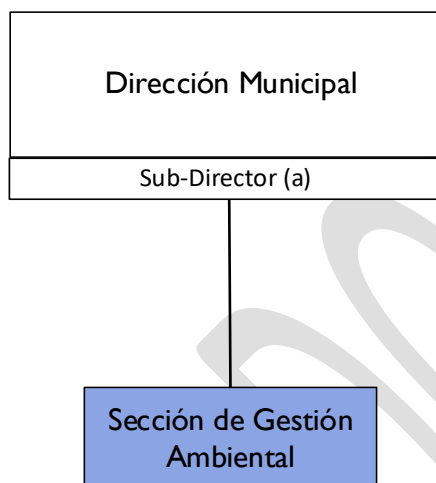 Dirección Municipal
Sub-Director (a)
Sección de Gestión
Ambiental